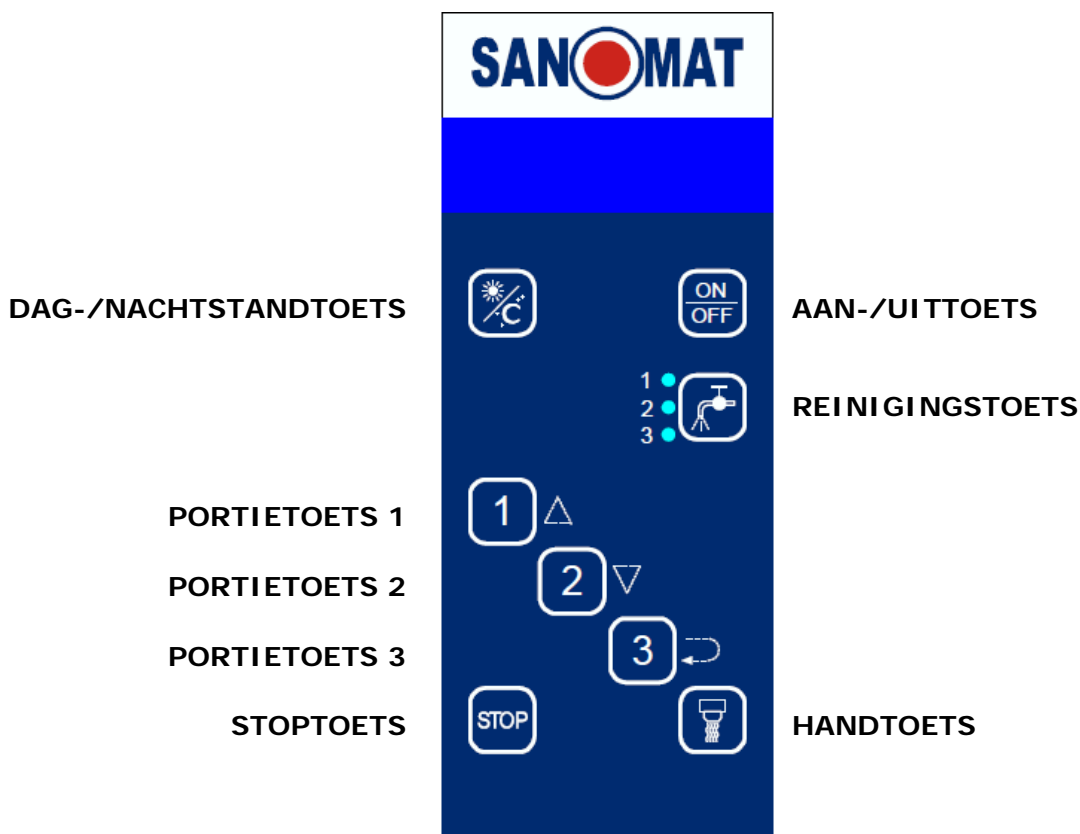 SANOMAT
DAG-/NACHTSTANDTOETS
ON
OFF
AAN-/UITTOETS
1
2
3
REINIGINGSTOETS
PORTIETOETS 1
1
PORTIETOETS 2
2
PORTIETOETS 3
3
STOPTOETS
STOP
HANDTOETS